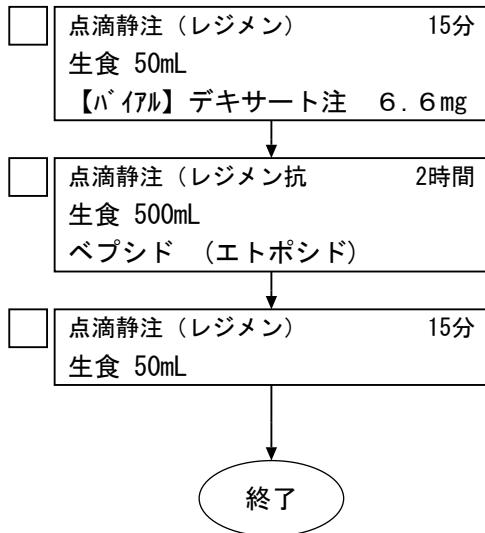 点滴静注（レジメン） 15分
生食 50mL
【ﾊﾞｲｱﾙ】デキサート注 ６.６mg
点滴静注（レジメン抗 2時間
生食 500mL
ベプシド （エトポシド）
点滴静注（レジメン） 15分
生食 50mL
終了